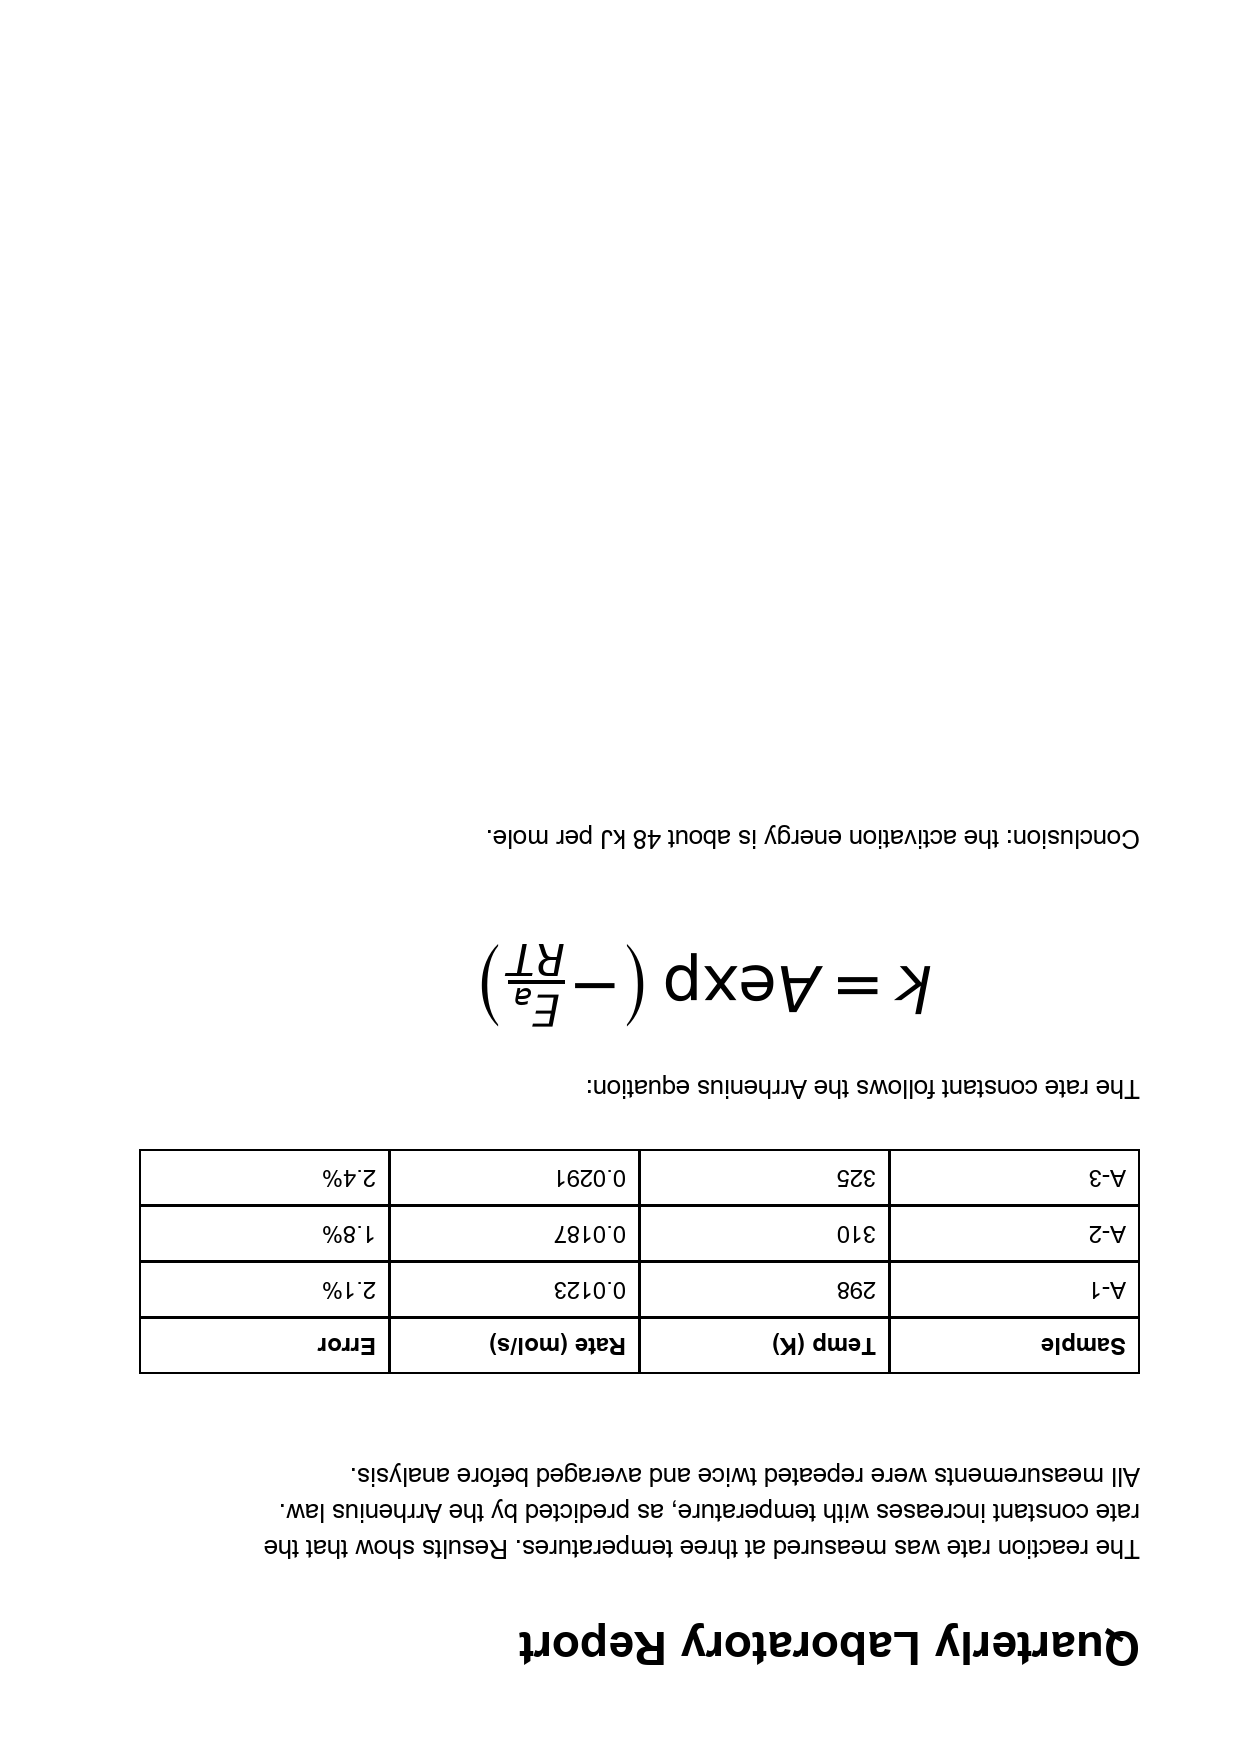 Quarterly Laboratory Report
The reaction rate was measured at three temperatures. Results show that the
rate constant increases with temperature, as predicted by the Arrhenius law.
All measurements were repeated twice and averaged before analysis.
Sample Temp (K) Rate (mol/s) Error
A-1 298 0.0123 2.1%
A-2 310 0.0187 1.8%
A-3 325 0.0291 2.4%
The rate constant follows the Arrhenius equation:
k = A exp (−E_a/RT)
Conclusion: the activation energy is about 48 kJ per mole.